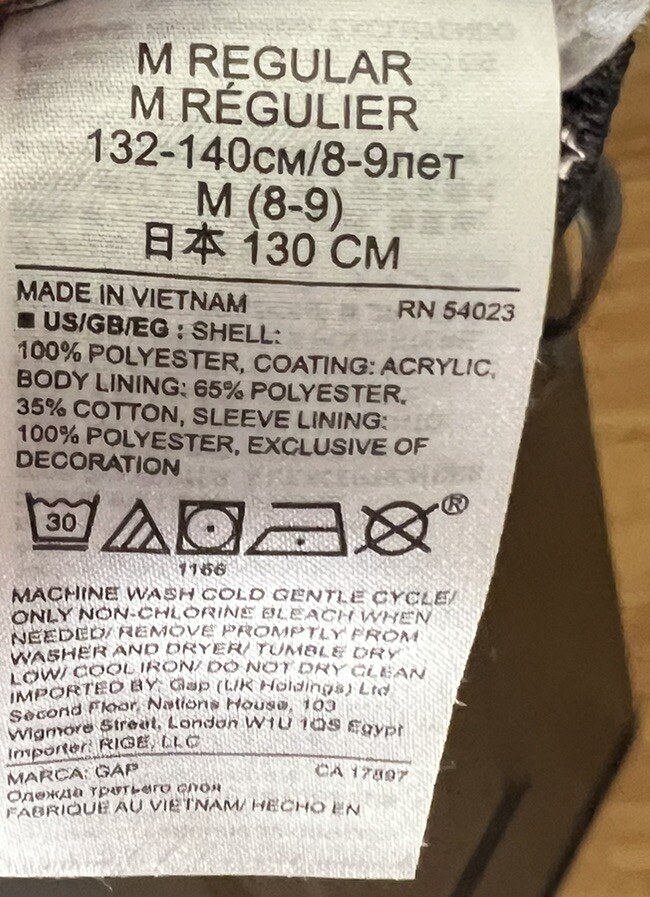 M REGULAR
M RÉGULIER
132-140см/8-9лет
M (8-9)
日本 130 CM
MADE IN VIETNAM RN 54023
■ US/GB/EG : SHELL:
100% POLYESTER, COATING: ACRYLIC,
BODY LINING: 65% POLYESTER,
35% COTTON, SLEEVE LINING:
100% POLYESTER, EXCLUSIVE OF
DECORATION
30 ®
1166
MACHINE WASH COLD GENTLE CYCLE/
ONLY NON-CHLORINE BLEACH WHEN
NEEDED/ REMOVE PROMPTLY FROM
WASHER AND DRYER/ TUMBLE DRY
LOW/ COOL IRON/ DO NOT DRY CLEAN
IMPORTED BY: Gap (UK Holdings) Ltd.
Second Floor, Nations House, 103
Wigmore Street, London W1U 1QS Egypt
Importer: RIGE, LLC
MARCA: GAP CA 17897
Одежда третьего слоя
FABRIQUE AU VIETNAM/ HECHO EN